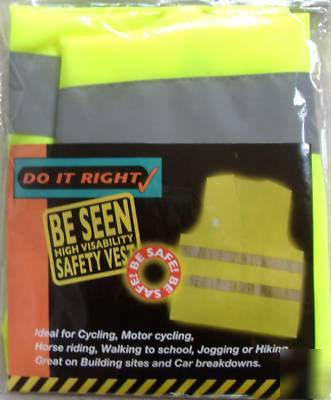 DO IT RIGHT
BE SEEN
HIGH VISABILITY
SAFETY VEST
BE SAFE! BE SAFE!
Ideal for Cycling, Motor cycling,
Horse riding, Walking to school, Jogging or Hiking
Great on Building sites and Car breakdowns.